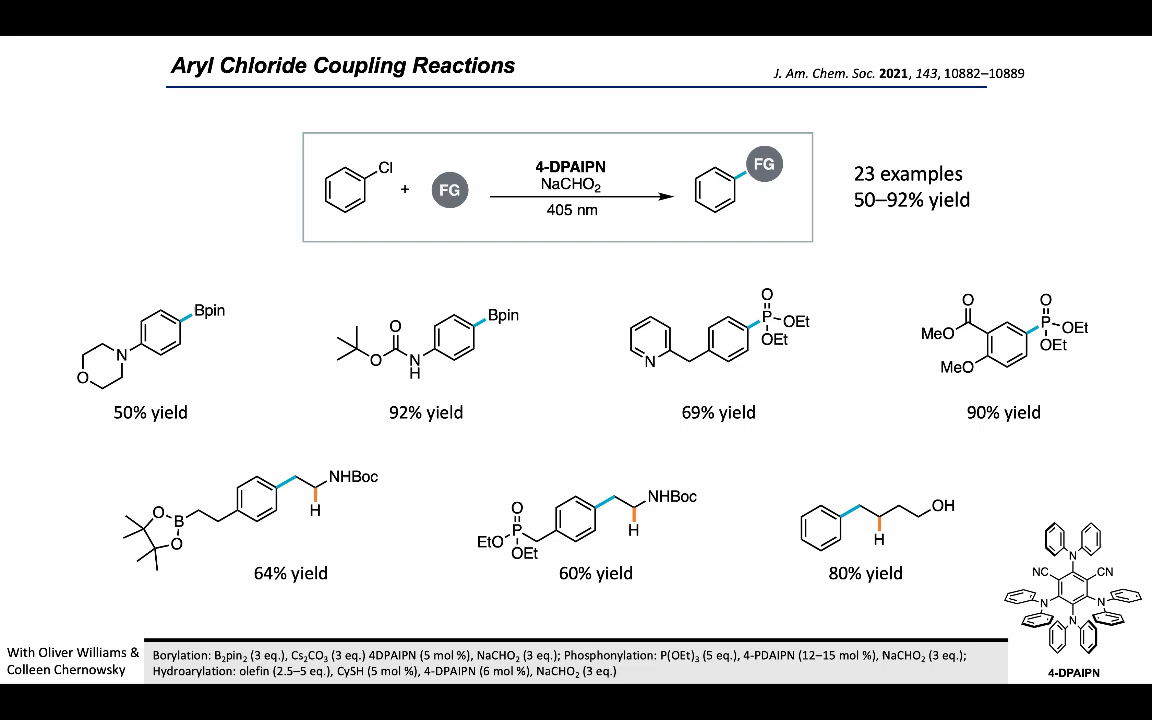 Aryl Chloride Coupling Reactions
J. Am. Chem. Soc. 2021, 143, 10882–10889
Cl
+
FG
4-DPAIPN
NaCHO2
405 nm
FG
23 examples
50–92% yield
Bpin
N
O
50% yield
O
O
N
H
Bpin
92% yield
N
O
P
OEt
OEt
69% yield
O
MeO
MeO
O
P
OEt
OEt
90% yield
O
B
O
NHBoc
H
64% yield
O
EtO
P
OEt
NHBoc
H
60% yield
OH
H
80% yield
N
NC
CN
N
N
N
4-DPAIPN
With Oliver Williams &
Colleen Chernowsky
Borylation: B2pin2 (3 eq.), Cs2CO3 (3 eq.) 4DPAIPN (5 mol %), NaCHO2 (3 eq.); Phosphonylation: P(OEt)3 (5 eq.), 4-PDAIPN (12–15 mol %), NaCHO2 (3 eq.);
Hydroarylation: olefin (2.5–5 eq.), CySH (5 mol %), 4-DPAIPN (6 mol %), NaCHO2 (3 eq.)